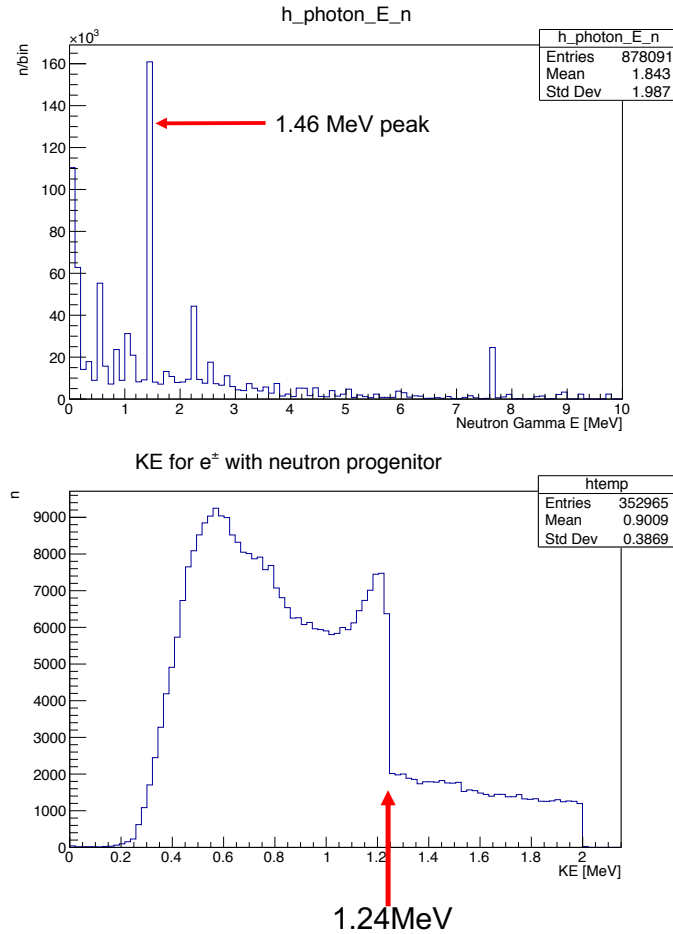 h_photon_E_n
×10³
n/bin
h_photon_E_n
Entries 878091
Mean 1.843
Std Dev 1.987
160
140
120
100
80
60
40
20
0
1.46 MeV peak
0 1 2 3 4 5 6 7 8 9 10
Neutron Gamma E [MeV]
KE for e± with neutron progenitor
n
htemp
Entries 352965
Mean 0.9009
Std Dev 0.3869
9000
8000
7000
6000
5000
4000
3000
2000
1000
0
0 0.2 0.4 0.6 0.8 1 1.2 1.4 1.6 1.8 2
KE [MeV]
1.24MeV